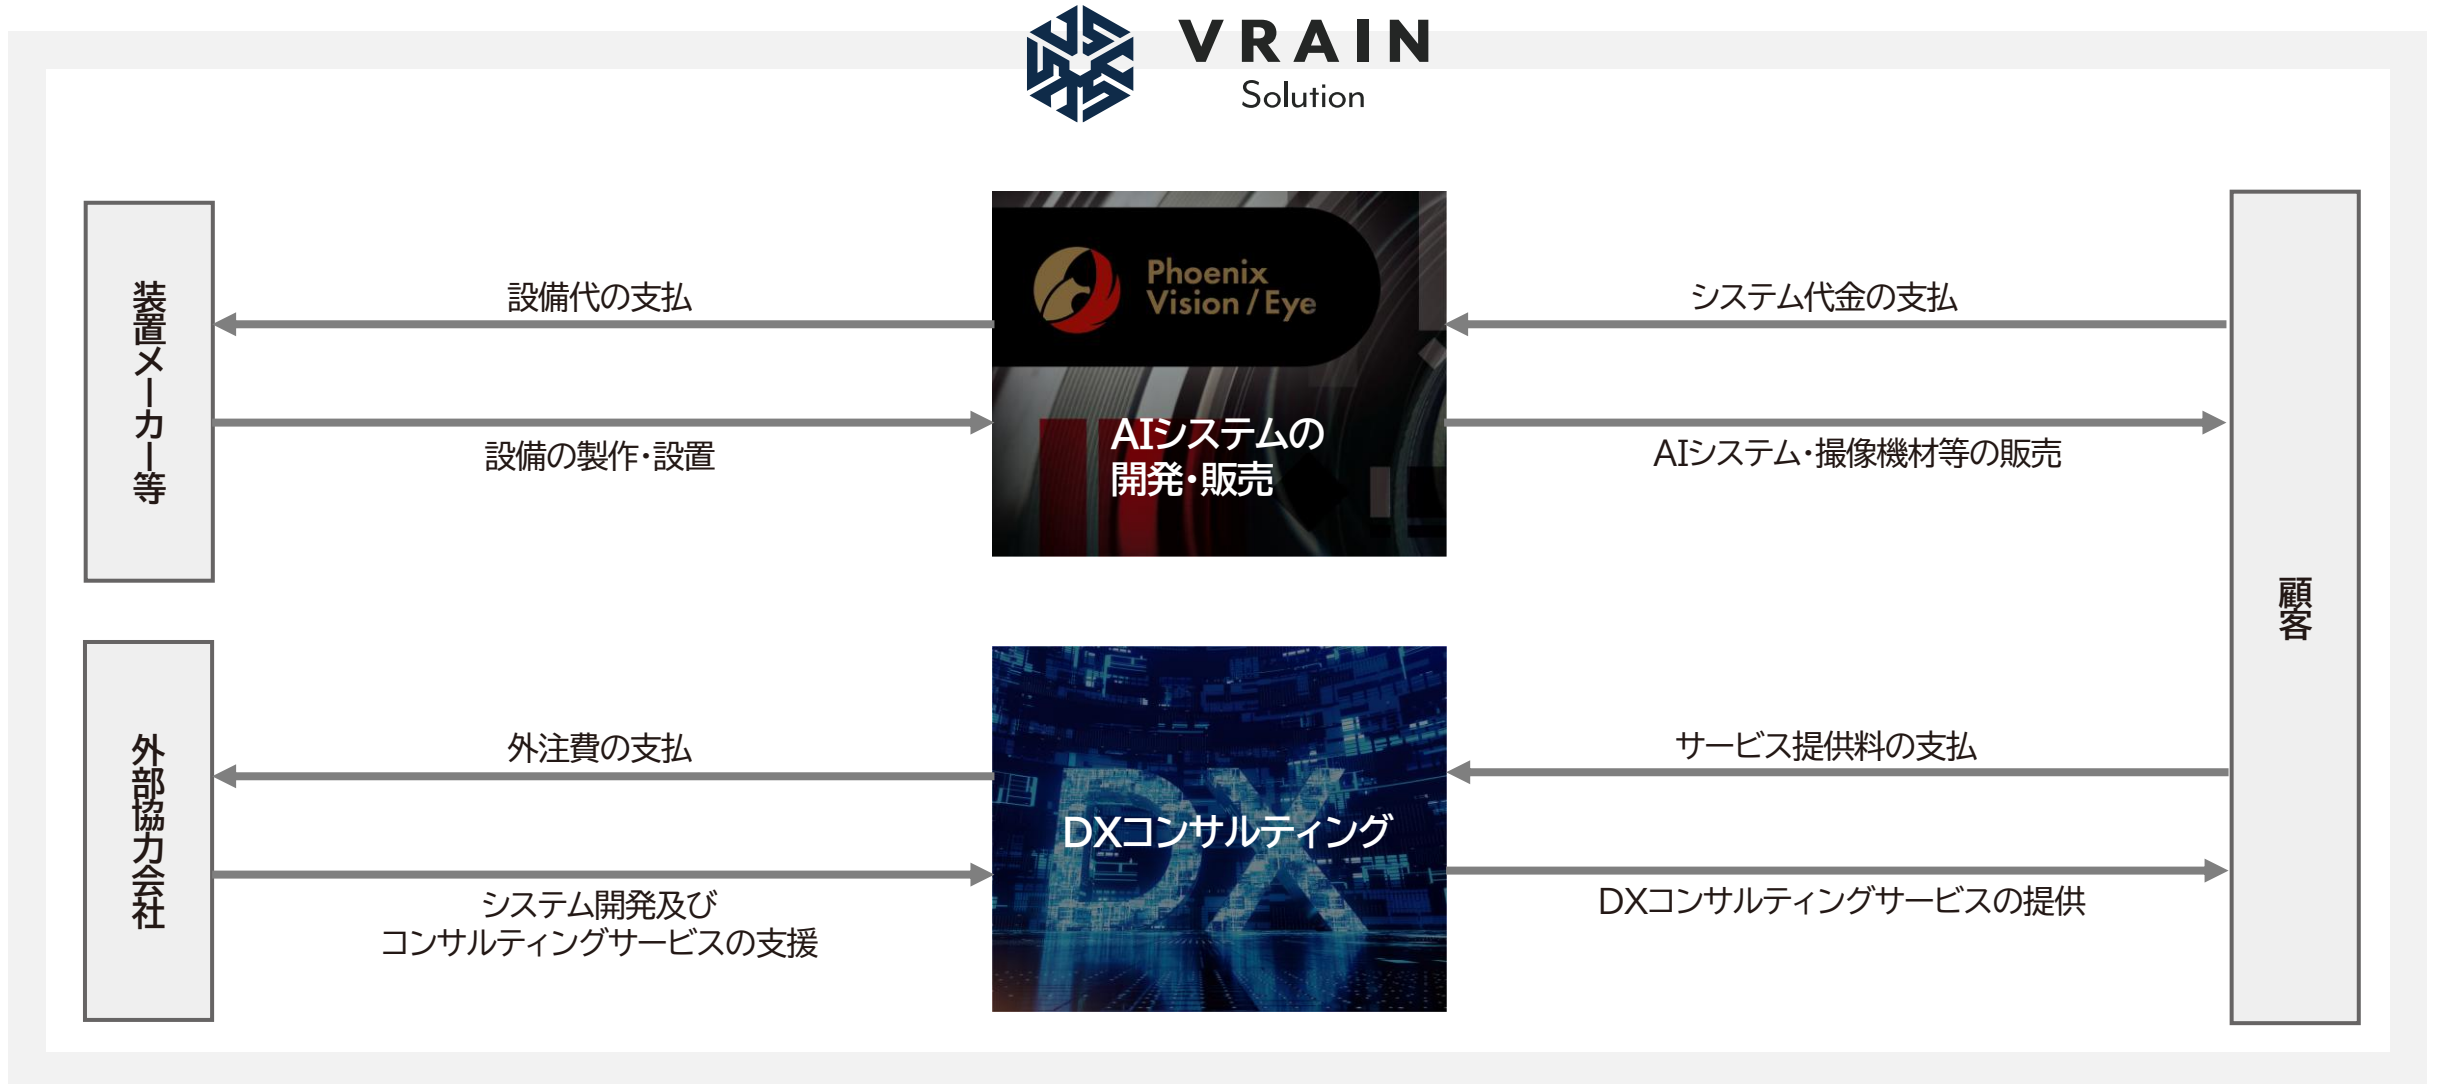 VRAIN
Solution
装置メーカー等
設備代の支払
設備の製作・設置
Phoenix
Vision / Eye
AIシステムの
開発・販売
システム代金の支払
AIシステム・撮像機材等の販売
顧客
外部協力会社
外注費の支払
システム開発及び
コンサルティングサービスの支援
DX
DXコンサルティング
サービス提供料の支払
DXコンサルティングサービスの提供